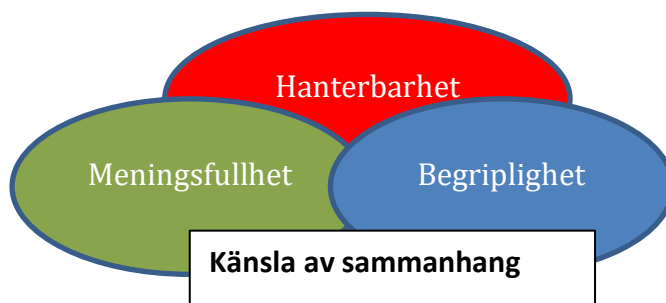 Hanterbarhet
Meningsfullhet
Begriplighet
Känsla av sammanhang